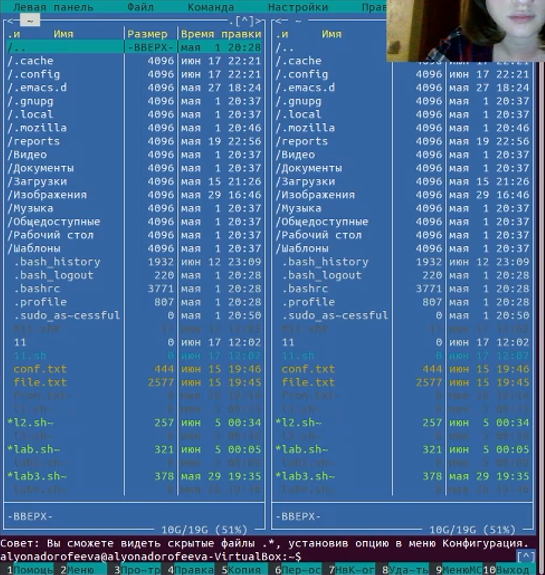 Левая панель Файл Команда Настройки Прав
<─ ~ .[^]> <─ ~
.и Имя Размер Время правки .и Имя
/.. -ВВЕРХ- мая 1 20:28 /..
/.cache 4096 июн 17 22:21 /.cache 4096 июн 17 22:21
/.config 4096 июн 17 22:21 /.config 4096 июн 17 22:21
/.emacs.d 4096 мая 27 18:24 /.emacs.d 4096 мая 27 18:24
/.gnupg 4096 мая 1 20:37 /.gnupg 4096 мая 1 20:37
/.local 4096 мая 1 20:37 /.local 4096 мая 1 20:37
/.mozilla 4096 мая 1 20:46 /.mozilla 4096 мая 1 20:46
/reports 4096 мая 19 22:56 /reports 4096 мая 19 22:56
/Видео 4096 мая 1 20:37 /Видео 4096 мая 1 20:37
/Документы 4096 мая 1 20:37 /Документы 4096 мая 1 20:37
/Загрузки 4096 мая 15 21:26 /Загрузки 4096 мая 15 21:26
/Изображения 4096 мая 29 16:46 /Изображения 4096 мая 29 16:46
/Музыка 4096 мая 1 20:37 /Музыка 4096 мая 1 20:37
/Общедоступные 4096 мая 1 20:37 /Общедоступные 4096 мая 1 20:37
/Рабочий стол 4096 мая 1 20:37 /Рабочий стол 4096 мая 1 20:37
/Шаблоны 4096 мая 1 20:37 /Шаблоны 4096 мая 1 20:37
.bash_history 1932 июн 12 23:09 .bash_history 1932 июн 12 23:09
.bash_logout 220 мая 1 20:28 .bash_logout 220 мая 1 20:28
.bashrc 3771 мая 1 20:28 .bashrc 3771 мая 1 20:28
.profile 807 мая 1 20:28 .profile 807 мая 1 20:28
.sudo_as~cessful 0 мая 1 20:50 .sudo_as~cessful 0 мая 1 20:50
11 0 июн 17 12:02 11 0 июн 17 12:02
11.sh 0 июн 17 12:02 11.sh 0 июн 17 12:02
conf.txt 444 июн 15 19:46 conf.txt 444 июн 15 19:46
file.txt 2577 июн 15 19:45 file.txt 2577 июн 15 19:45
*l2.sh~ 257 июн 5 00:34 *l2.sh~ 257 июн 5 00:34
*lab.sh~ 321 июн 5 00:05 *lab.sh~ 321 июн 5 00:05
*lab3.sh~ 378 мая 29 19:35 *lab3.sh~ 378 мая 29 19:35
-ВВЕРХ- -ВВЕРХ-
10G/19G (51%) 10G/19G (51%)
Совет: Вы сможете видеть скрытые файлы .*, установив опцию в меню Конфигурация.
alyonadorofeeva@alyonadorofeeva-VirtualBox:~$ [^]
1Помощь 2Меню 3Про~тр 4Правка 5Копия 6Пер~ос 7НвК~ог 8Уда~ть 9МенюМС 10Выход